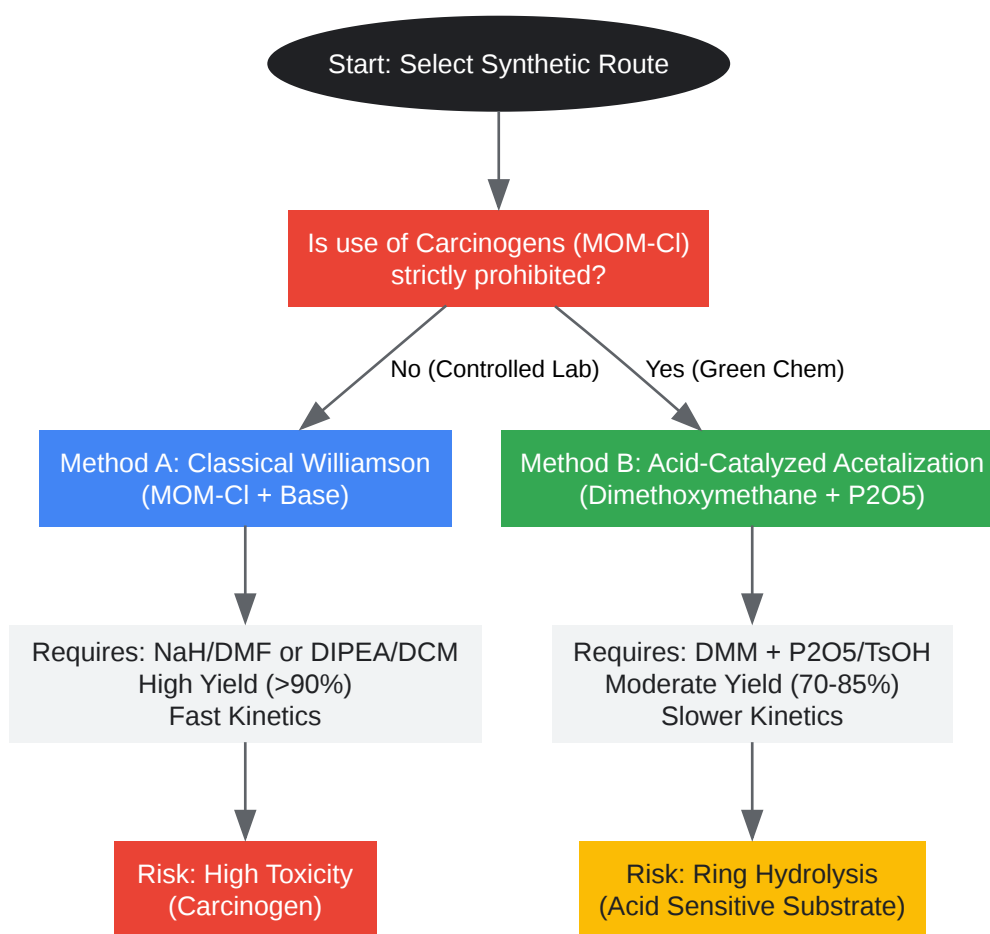 Start: Select Synthetic Route
Is use of Carcinogens (MOM-Cl)
strictly prohibited?
No (Controlled Lab)
Yes (Green Chem)
Method A: Classical Williamson
(MOM-Cl + Base)
Method B: Acid-Catalyzed Acetalization
(Dimethoxymethane + P2O5)
Requires: NaH/DMF or DIPEA/DCM
High Yield (>90%)
Fast Kinetics
Requires: DMM + P2O5/TsOH
Moderate Yield (70-85%)
Slower Kinetics
Risk: High Toxicity
(Carcinogen)
Risk: Ring Hydrolysis
(Acid Sensitive Substrate)